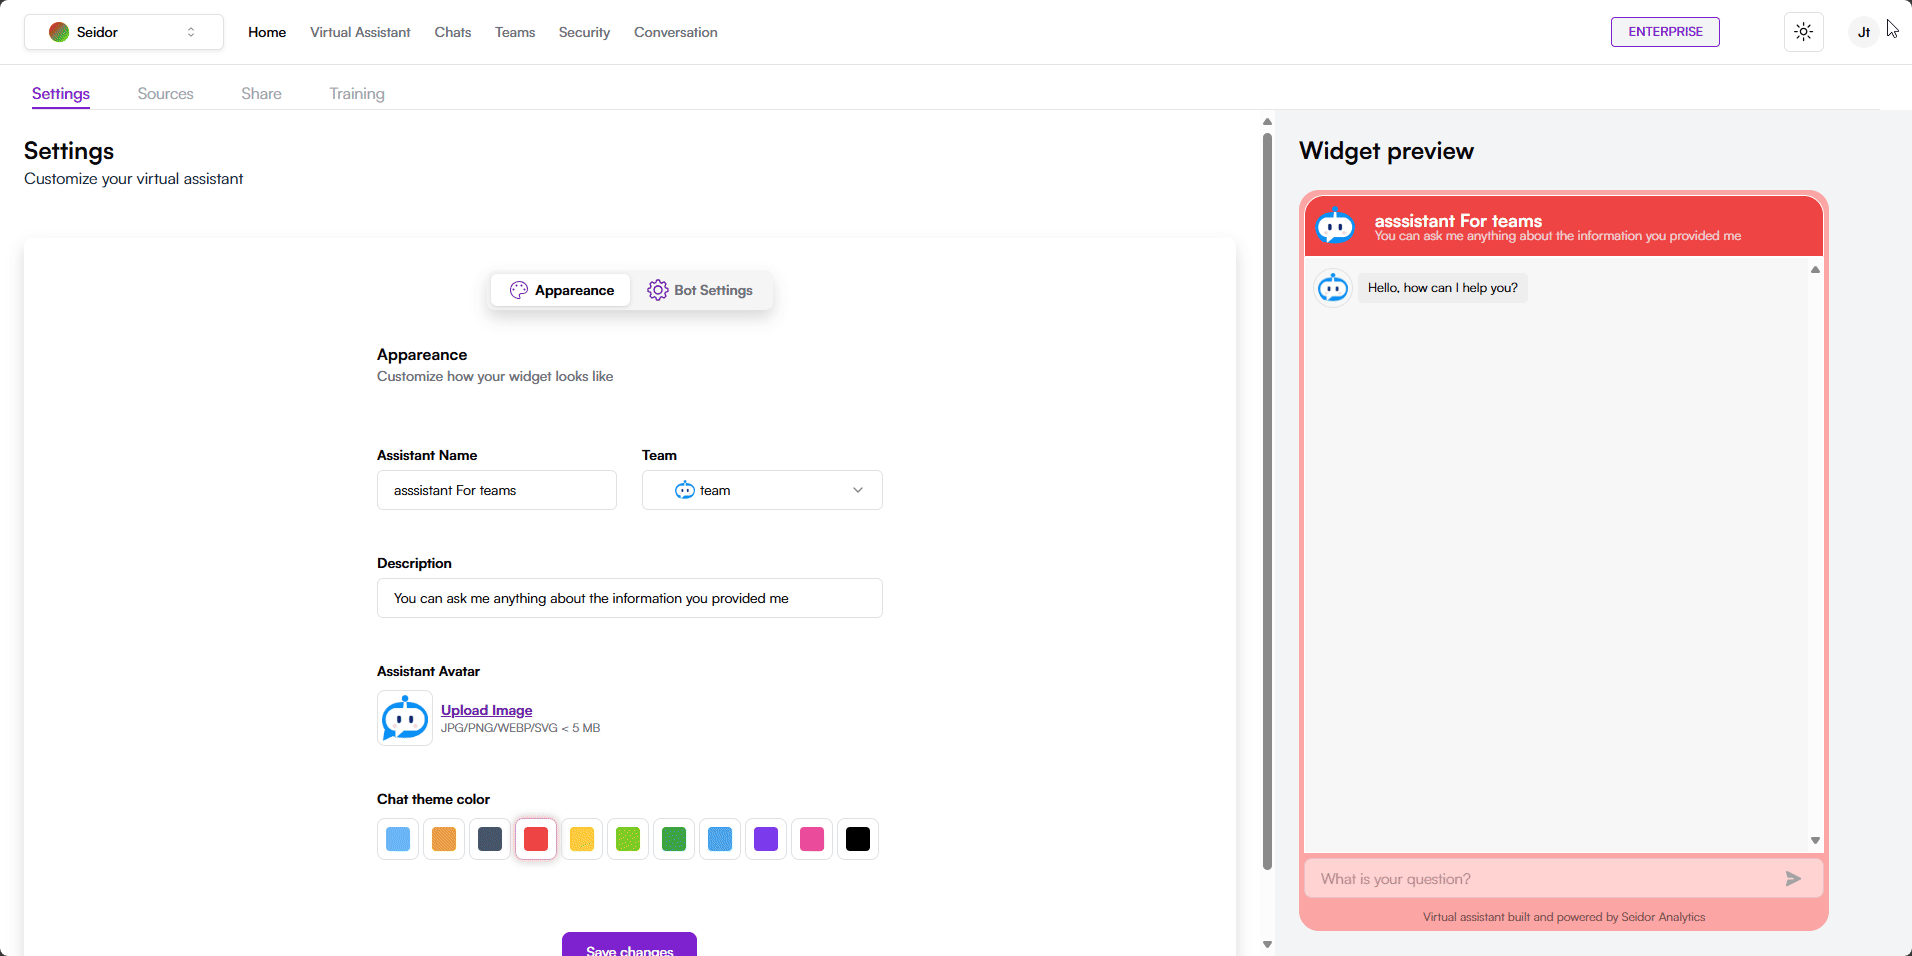 Seidor
Home
Virtual Assistant
Chats
Teams
Security
Conversation
ENTERPRISE
Jt
Settings
Sources
Share
Training
Settings
Customize your virtual assistant
Appareance
Bot Settings
Appareance
Customize how your widget looks like
Assistant Name
Team
asssistant For teams
team
Description
You can ask me anything about the information you provided me
Assistant Avatar
Upload Image
JPG/PNG/WEBP/SVG < 5 MB
Chat theme color
Save changes
Widget preview
asssistant For teams
You can ask me anything about the information you provided me
Hello, how can I help you?
What is your question?
Virtual assistant built and powered by Seidor Analytics